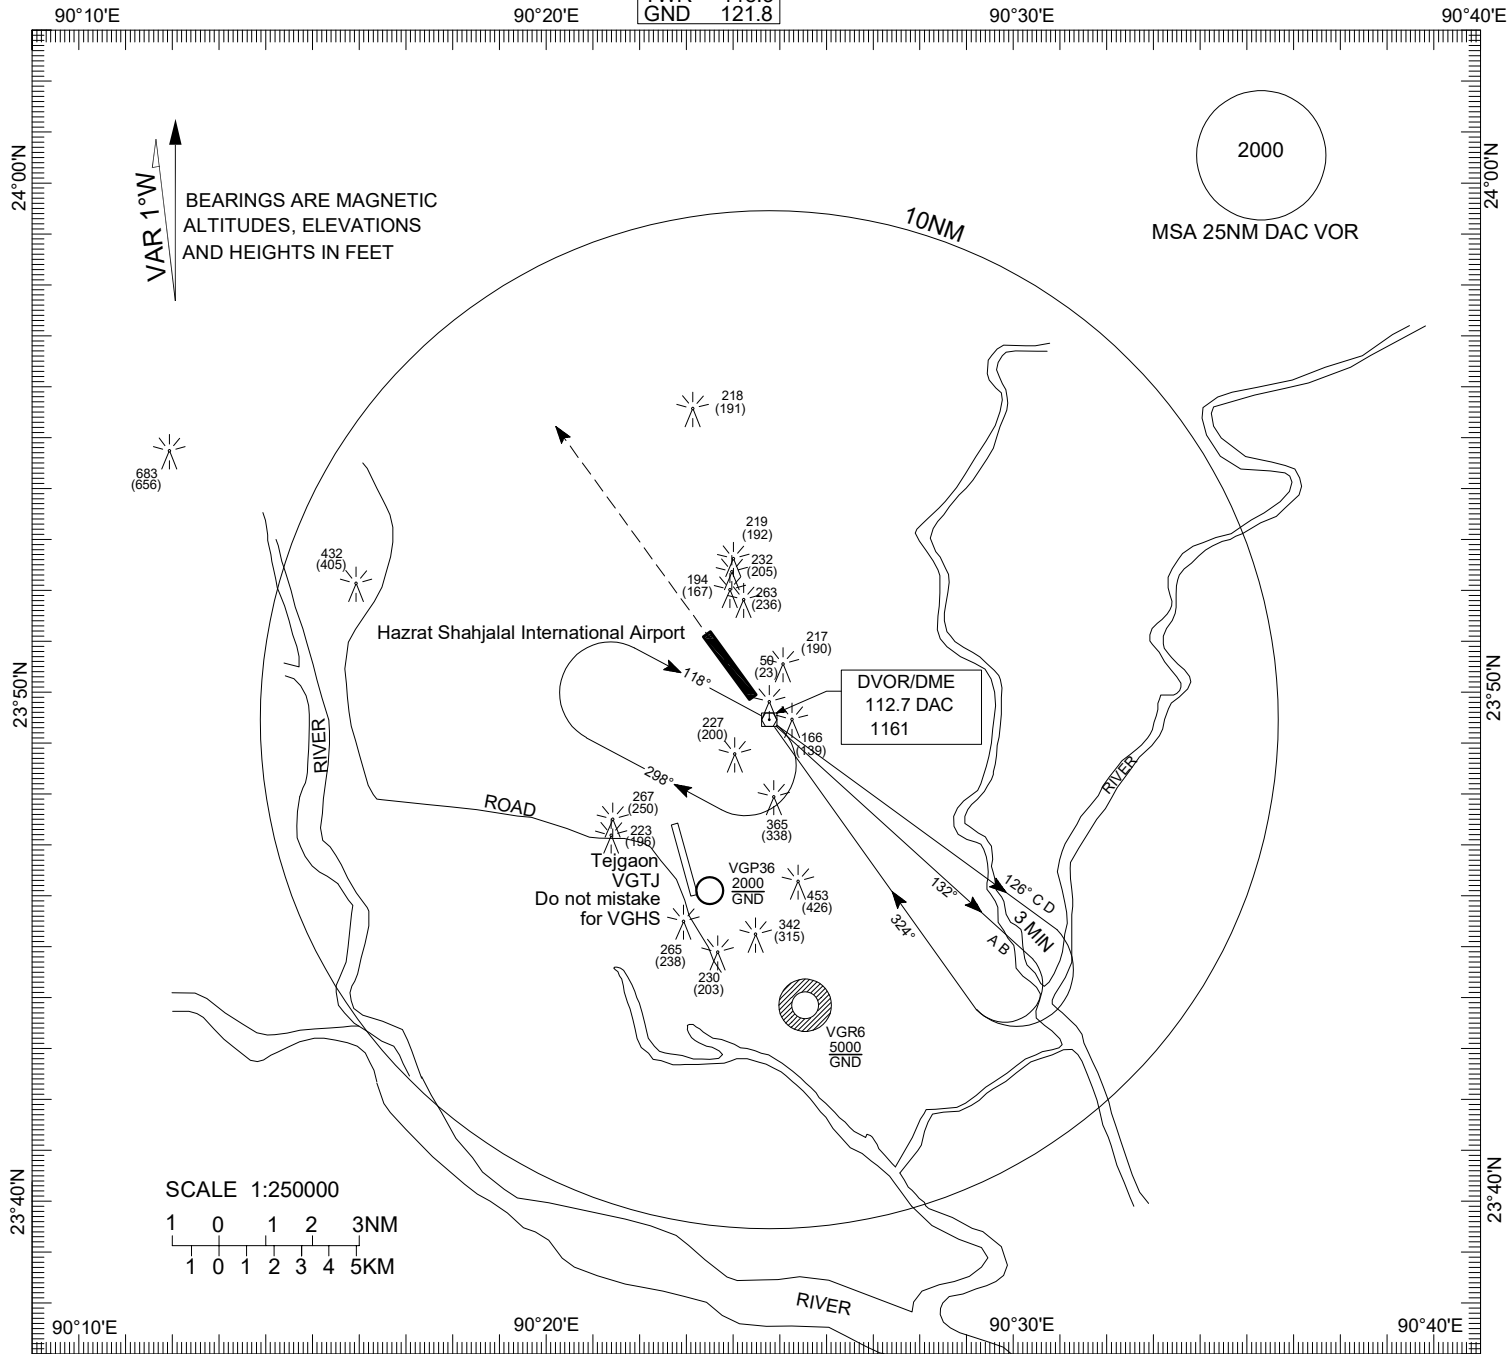 GND 121.8
90°10'E
90°20'E
90°30'E
90°40'E
24°00'N
24°00'N
VAR 1°W
BEARINGS ARE MAGNETIC
ALTITUDES, ELEVATIONS
AND HEIGHTS IN FEET
2000
MSA 25NM DAC VOR
10NM
218
(191)
683
(656)
432
(405)
219
(192)
232
(205)
194
(167)
263
(236)
Hazrat Shahjalal International Airport
217
(190)
50
(23)
118°
DVOR/DME
112.7 DAC
1161
23°50'N
23°50'N
227
(200)
166
(139)
298°
RIVER
RIVER
ROAD
267
(250)
223
(196)
365
(338)
Tejgaon
VGTJ
Do not mistake
for VGHS
VGP36
2000
GND
453
(426)
342
(315)
265
(238)
230
(203)
324°
132°
A B
126° C D
3 MIN
VGR6
5000
GND
23°40'N
23°40'N
SCALE 1:250000
1 0 1 2 3NM
1 0 1 2 3 4 5KM
RIVER
90°10'E
90°20'E
90°30'E
90°40'E